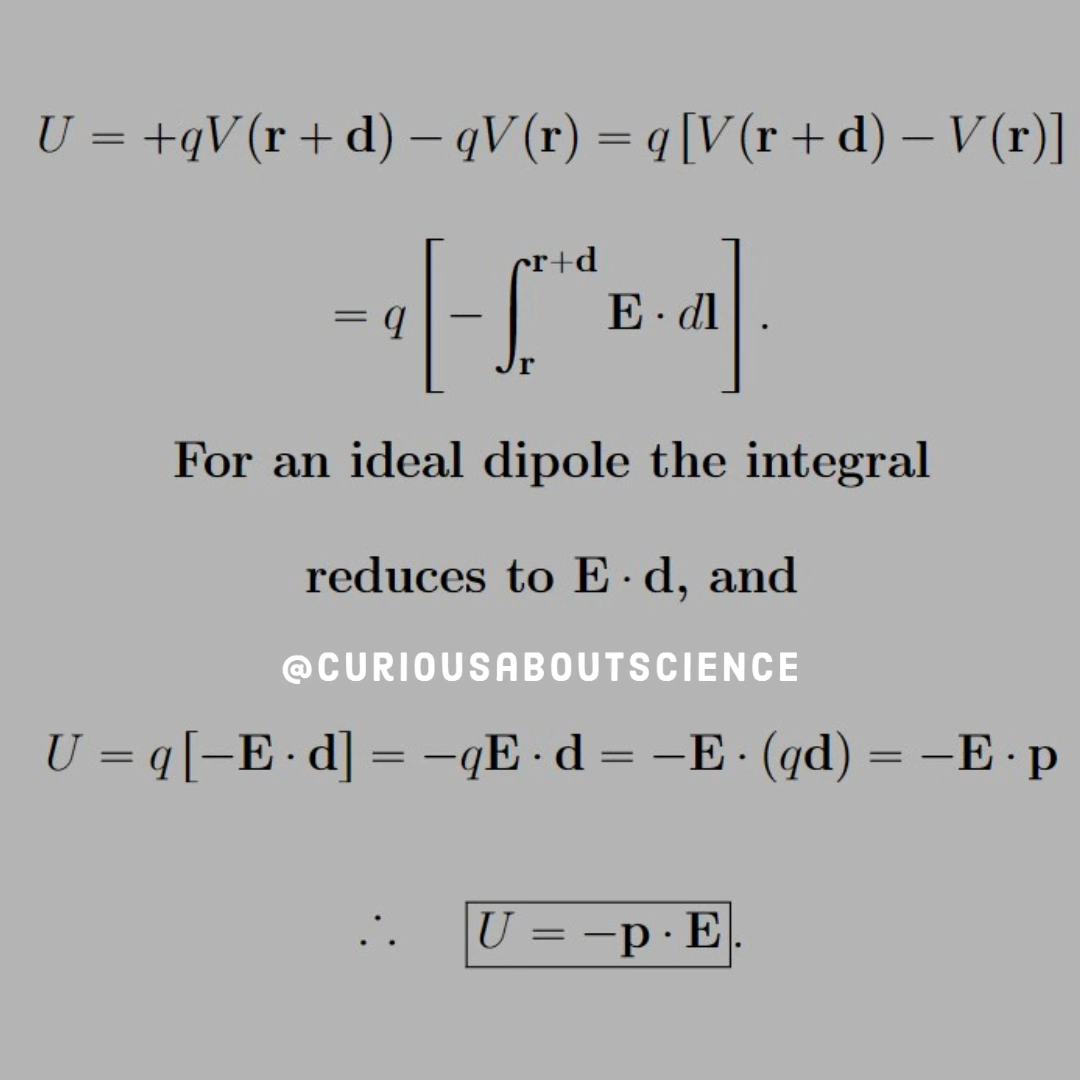 U = +qV(r + d) − qV(r) = q [V(r + d) − V(r)]
= q [ − ∫_r^{r+d} E · dl ] .
For an ideal dipole the integral
reduces to E · d, and
@CURIOUSABOUTSCIENCE
U = q [−E · d] = −qE · d = −E · (qd) = −E · p
∴ U = −p · E .